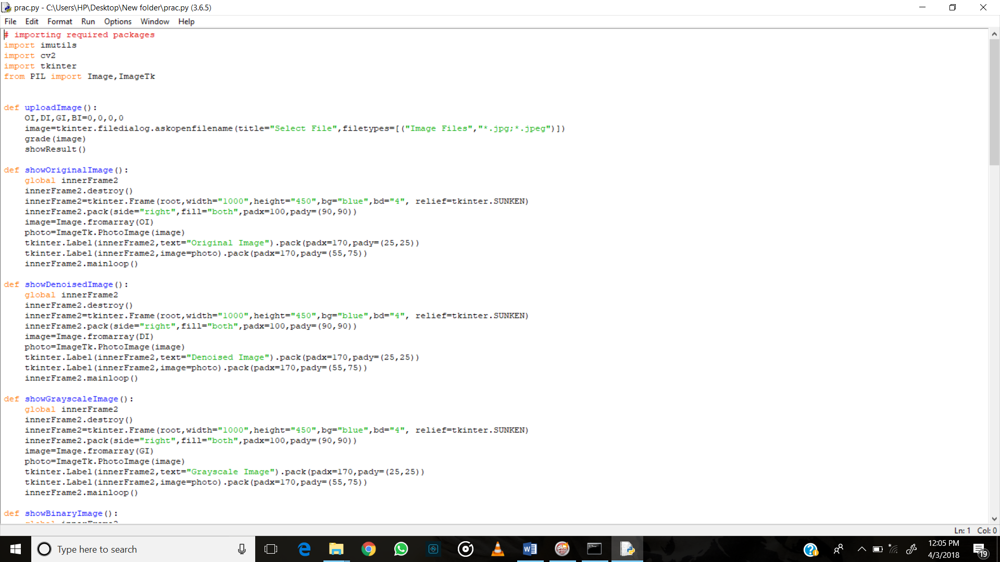 prac.py - C:\Users\HP\Desktop\New folder\prac.py (3.6.5)
File Edit Format Run Options Window Help
# importing required packages
import imutils
import cv2
import tkinter
from PIL import Image,ImageTk
def uploadImage():
    OI,DI,GI,BI=0,0,0,0
    image=tkinter.filedialog.askopenfilename(title="Select File",filetypes=[("Image Files","*.jpg;*.jpeg")])
    grade(image)
    showResult()
def showOriginalImage():
    global innerFrame2
    innerFrame2.destroy()
    innerFrame2=tkinter.Frame(root,width="1000",height="450",bg="blue",bd="4", relief=tkinter.SUNKEN)
    innerFrame2.pack(side="right",fill="both",padx=100,pady=(90,90))
    image=Image.fromarray(OI)
    photo=ImageTk.PhotoImage(image)
    tkinter.Label(innerFrame2,text="Original Image").pack(padx=170,pady=(25,25))
    tkinter.Label(innerFrame2,image=photo).pack(padx=170,pady=(55,75))
    innerFrame2.mainloop()
def showDenoisedImage():
    global innerFrame2
    innerFrame2.destroy()
    innerFrame2=tkinter.Frame(root,width="1000",height="450",bg="blue",bd="4", relief=tkinter.SUNKEN)
    innerFrame2.pack(side="right",fill="both",padx=100,pady=(90,90))
    image=Image.fromarray(DI)
    photo=ImageTk.PhotoImage(image)
    tkinter.Label(innerFrame2,text="Denoised Image").pack(padx=170,pady=(25,25))
    tkinter.Label(innerFrame2,image=photo).pack(padx=170,pady=(55,75))
    innerFrame2.mainloop()
def showGrayscaleImage():
    global innerFrame2
    innerFrame2.destroy()
    innerFrame2=tkinter.Frame(root,width="1000",height="450",bg="blue",bd="4", relief=tkinter.SUNKEN)
    innerFrame2.pack(side="right",fill="both",padx=100,pady=(90,90))
    image=Image.fromarray(GI)
    photo=ImageTk.PhotoImage(image)
    tkinter.Label(innerFrame2,text="Grayscale Image").pack(padx=170,pady=(25,25))
    tkinter.Label(innerFrame2,image=photo).pack(padx=170,pady=(55,75))
    innerFrame2.mainloop()
def showBinaryImage():
Ln: 1 Col: 0
Type here to search
12:05 PM
4/3/2018
19